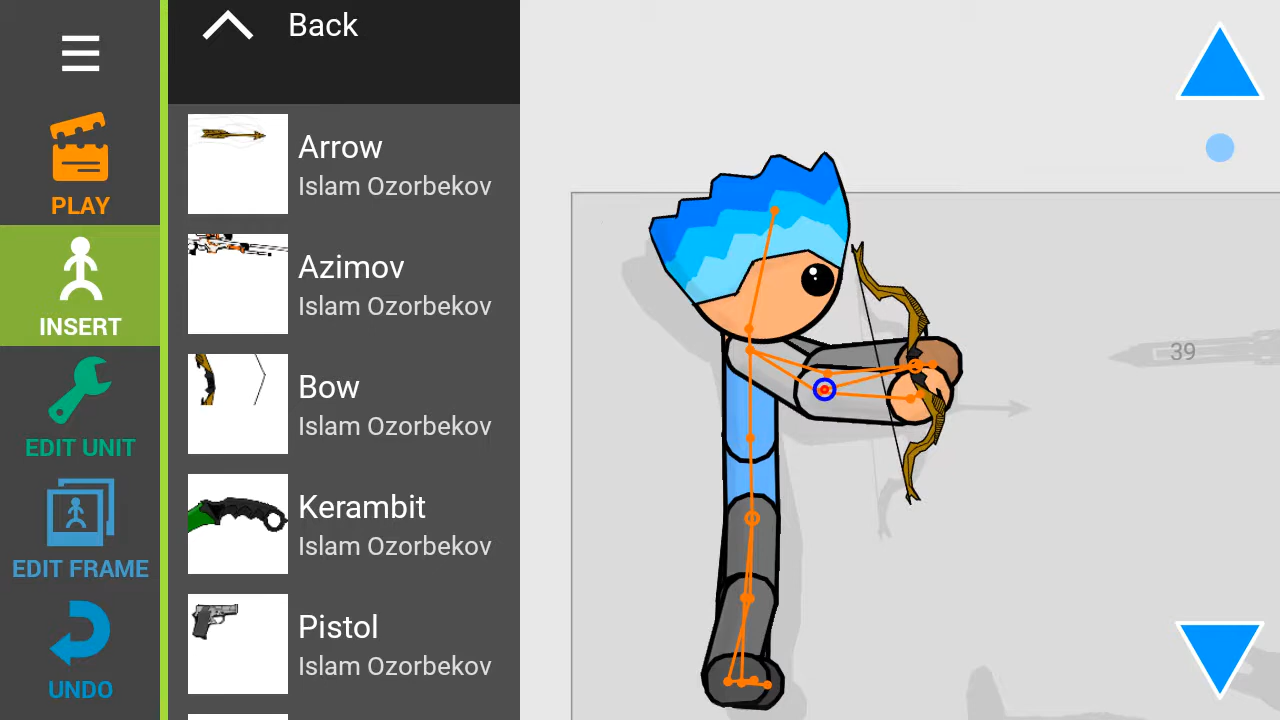 PLAY
INSERT
EDIT UNIT
EDIT FRAME
UNDO
Back
Arrow
Islam Ozorbekov
Azimov
Islam Ozorbekov
Bow
Islam Ozorbekov
Kerambit
Islam Ozorbekov
Pistol
Islam Ozorbekov
39